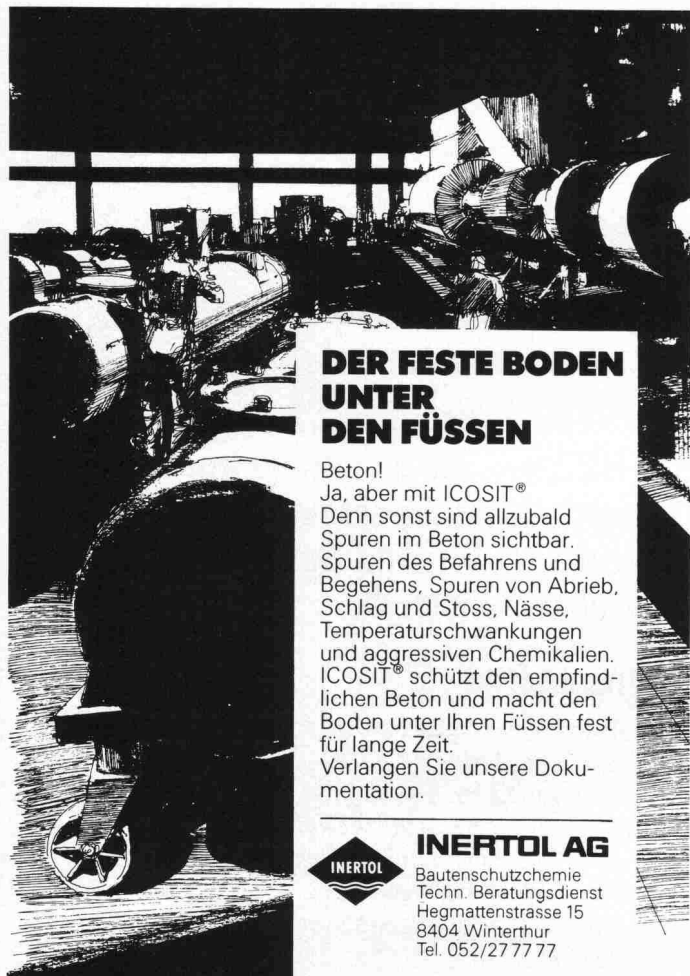 DER FESTE BODEN
UNTER
DEN FÜSSEN
Beton!
Ja, aber mit ICOSIT®
Denn sonst sind allzubald
Spuren im Beton sichtbar.
Spuren des Befahrens und
Begehens, Spuren von Abrieb,
Schlag und Stoss, Nässe,
Temperaturschwankungen
und aggressiven Chemikalien.
ICOSIT® schützt den empfind-
lichen Beton und macht den
Boden unter Ihren Füssen fest
für lange Zeit.
Verlangen Sie unsere Doku-
mentation.
INERTOL
INERTOL AG
Bautenschutzchemie
Techn. Beratungsdienst
Hegmattenstrasse 15
8404 Winterthur
Tel. 052/27 77 77